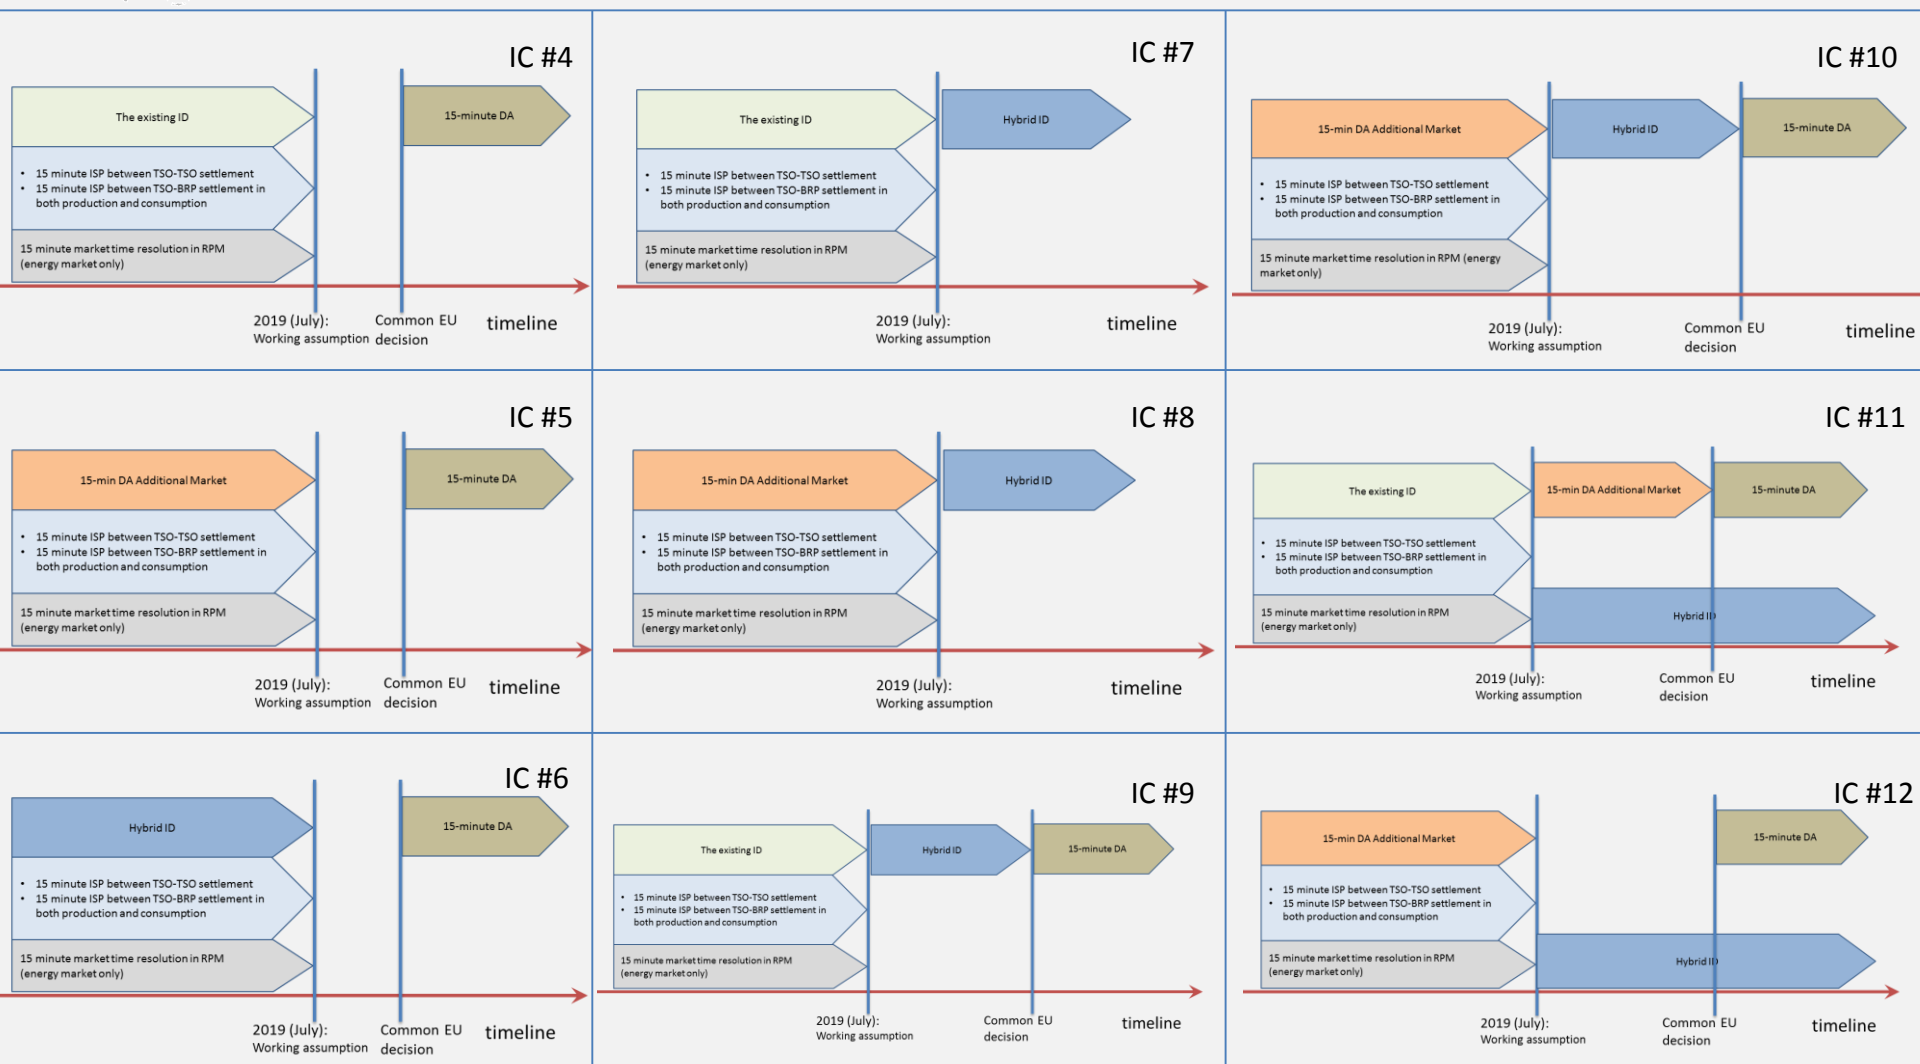 IC #4
The existing ID
15-minute DA
• 15 minute ISP between TSO-TSO settlement
• 15 minute ISP between TSO-BRP settlement in
both production and consumption
15 minute market time resolution in RPM
(energy market only)
2019 (July):
Working assumption
Common EU
decision
timeline
IC #7
The existing ID
Hybrid ID
• 15 minute ISP between TSO-TSO settlement
• 15 minute ISP between TSO-BRP settlement in
both production and consumption
15 minute market time resolution in RPM
(energy market only)
2019 (July):
Working assumption
timeline
IC #10
15-min DA Additional Market
Hybrid ID
15-minute DA
• 15 minute ISP between TSO-TSO settlement
• 15 minute ISP between TSO-BRP settlement in
both production and consumption
15 minute market time resolution in RPM (energy
market only)
2019 (July):
Working assumption
Common EU
decision
timeline
IC #5
15-min DA Additional Market
15-minute DA
• 15 minute ISP between TSO-TSO settlement
• 15 minute ISP between TSO-BRP settlement in
both production and consumption
15 minute market time resolution in RPM
(energy market only)
2019 (July):
Working assumption
Common EU
decision
timeline
IC #8
15-min DA Additional Market
Hybrid ID
• 15 minute ISP between TSO-TSO settlement
• 15 minute ISP between TSO-BRP settlement in
both production and consumption
15 minute market time resolution in RPM
(energy market only)
2019 (July):
Working assumption
timeline
IC #11
The existing ID
15-min DA Additional Market
15-minute DA
• 15 minute ISP between TSO-TSO settlement
• 15 minute ISP between TSO-BRP settlement in
both production and consumption
15 minute market time resolution in RPM
(energy market only)
Hybrid ID
2019 (July):
Working assumption
Common EU
decision
timeline
IC #6
Hybrid ID
15-minute DA
• 15 minute ISP between TSO-TSO settlement
• 15 minute ISP between TSO-BRP settlement in
both production and consumption
15 minute market time resolution in RPM
(energy market only)
2019 (July):
Working assumption
Common EU
decision
timeline
IC #9
The existing ID
Hybrid ID
15-minute DA
• 15 minute ISP between TSO-TSO settlement
• 15 minute ISP between TSO-BRP settlement in
both production and consumption
15 minute market time resolution in RPM
(energy market only)
2019 (July):
Working assumption
Common EU
decision
timeline
IC #12
15-min DA Additional Market
15-minute DA
• 15 minute ISP between TSO-TSO settlement
• 15 minute ISP between TSO-BRP settlement in
both production and consumption
15 minute market time resolution in RPM
(energy market only)
Hybrid ID
2019 (July):
Working assumption
Common EU
decision
timeline